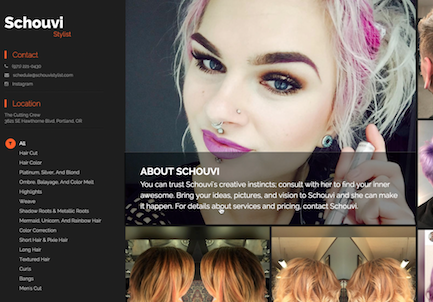 Schouvi
Stylist
Contact
schedule@schouvistylist.com
Instagram
Location
The Cutting Crew
3821 SE Hawthorne Blvd. Portland, OR
All
Hair Cut
Hair Color
Platinum, Silver, And Blond
Ombre, Balayage, And Color Melt
Highlights
Weave
Shadow Roots & Metallic Roots
Mermaid, Unicorn, And Rainbow Hair
Color Correction
Short Hair & Pixie Hair
Long Hair
Textured Hair
Curls
Bangs
Men's Cut
ABOUT SCHOUVI
You can trust Schouvi's creative instincts; consult with her to find your inner
awesome. Bring your ideas, pictures, and vision to Schouvi and she can make
it happen. For details about services and pricing, contact Schouvi.